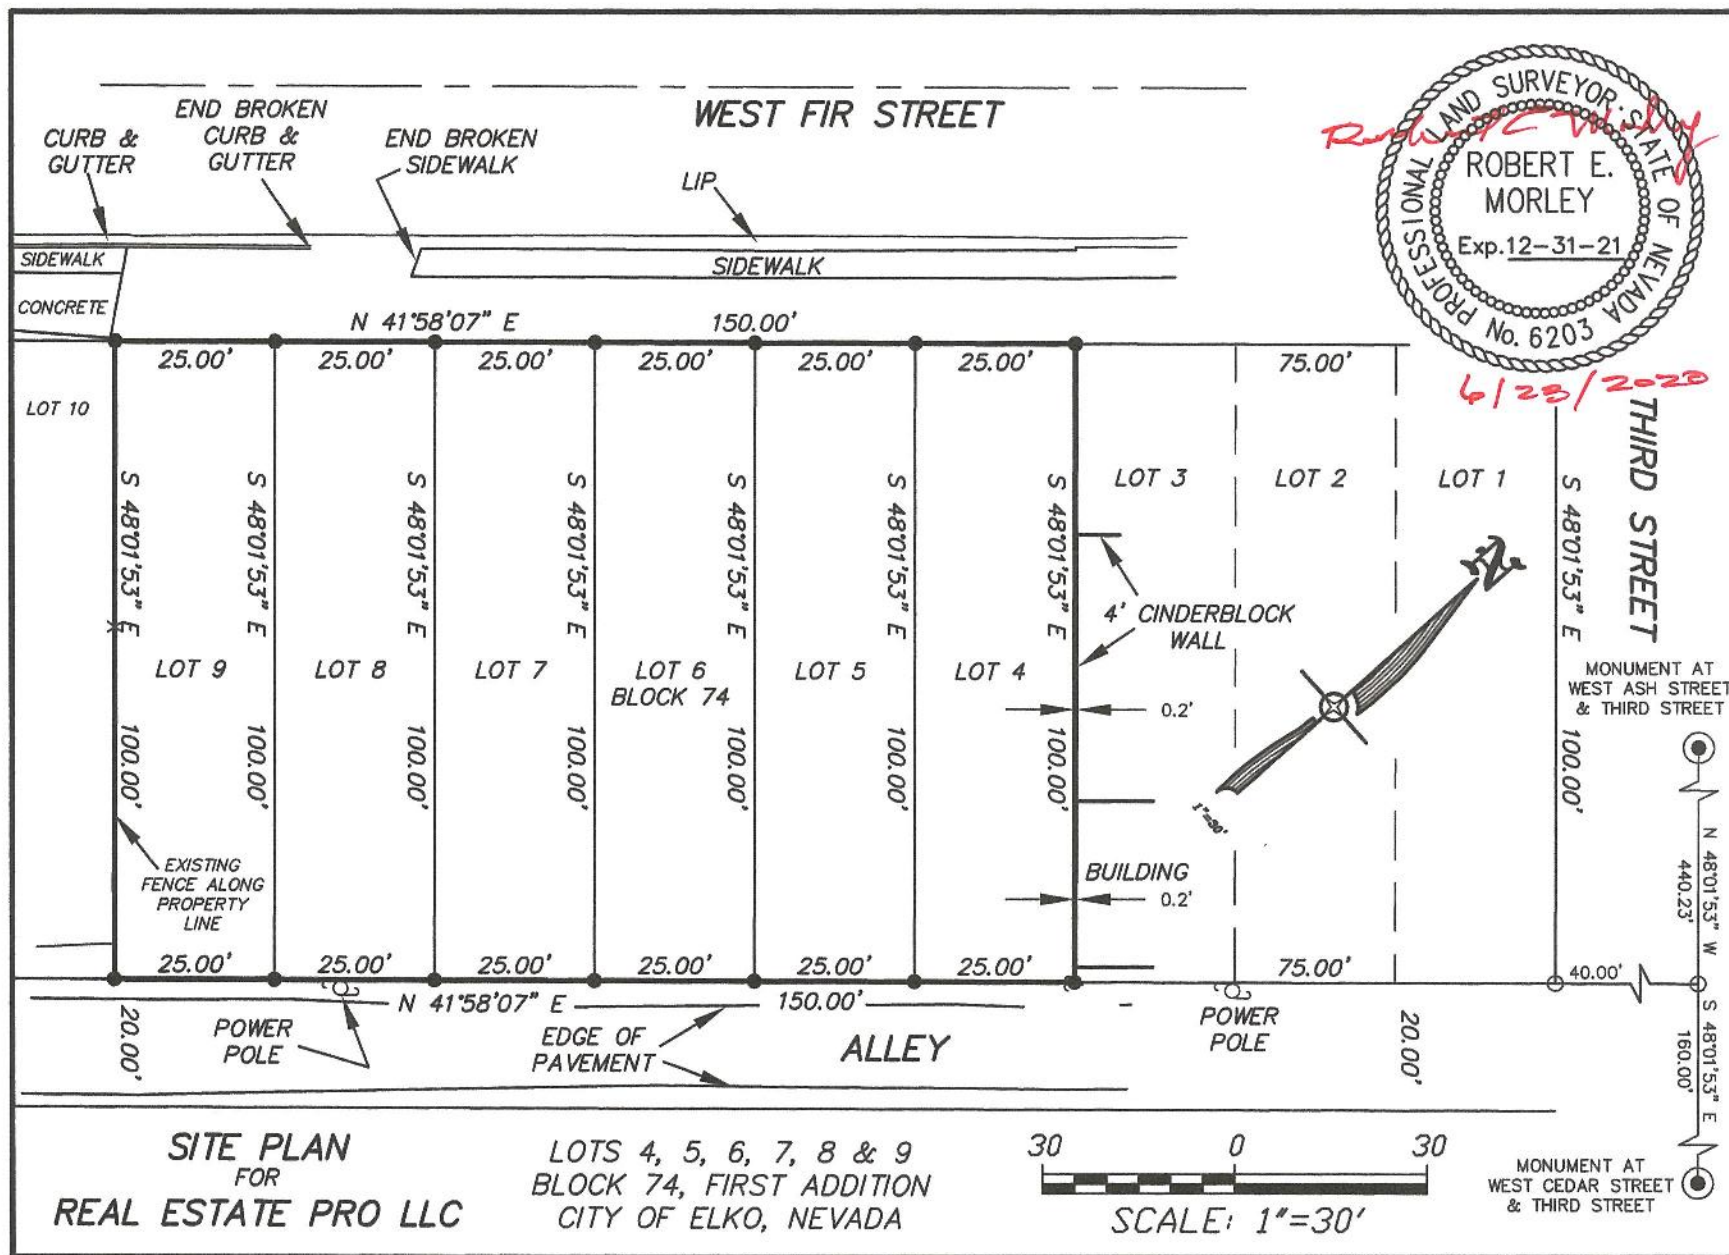 WEST FIR STREET
CURB &
GUTTER
END BROKEN
CURB &
GUTTER
END BROKEN
SIDEWALK
LIP
SIDEWALK
SIDEWALK
CONCRETE
PROFESSIONAL LAND SURVEYOR · STATE OF NEVADA
ROBERT E.
MORLEY
Exp. 12-31-21
No. 6203
6/23/2020
N 41°58'07" E 150.00'
25.00' 25.00' 25.00' 25.00' 25.00' 25.00' 75.00'
LOT 10
LOT 3 LOT 2 LOT 1
THIRD STREET
S 48°01'53" E 100.00'
S 48°01'53" E 100.00'
S 48°01'53" E 100.00'
S 48°01'53" E 100.00'
S 48°01'53" E 100.00'
S 48°01'53" E 100.00'
S 48°01'53" E 100.00'
S 48°01'53" E 100.00'
N
1"=30'
4' CINDERBLOCK
WALL
LOT 9 LOT 8 LOT 7 LOT 6 LOT 5 LOT 4
BLOCK 74
0.2'
MONUMENT AT
WEST ASH STREET
& THIRD STREET
N 48°01'53" W
440.23'
EXISTING
FENCE ALONG
PROPERTY
LINE
BUILDING
0.2'
25.00' 25.00' 25.00' 25.00' 25.00' 25.00' 75.00'
40.00'
N 41°58'07" E 150.00'
20.00'
POWER
POLE
EDGE OF
PAVEMENT
ALLEY
POWER
POLE
20.00'
S 48°01'53" E
160.00'
SITE PLAN
FOR
REAL ESTATE PRO LLC
LOTS 4, 5, 6, 7, 8 & 9
BLOCK 74, FIRST ADDITION
CITY OF ELKO, NEVADA
30 0 30
SCALE: 1"=30'
MONUMENT AT
WEST CEDAR STREET
& THIRD STREET